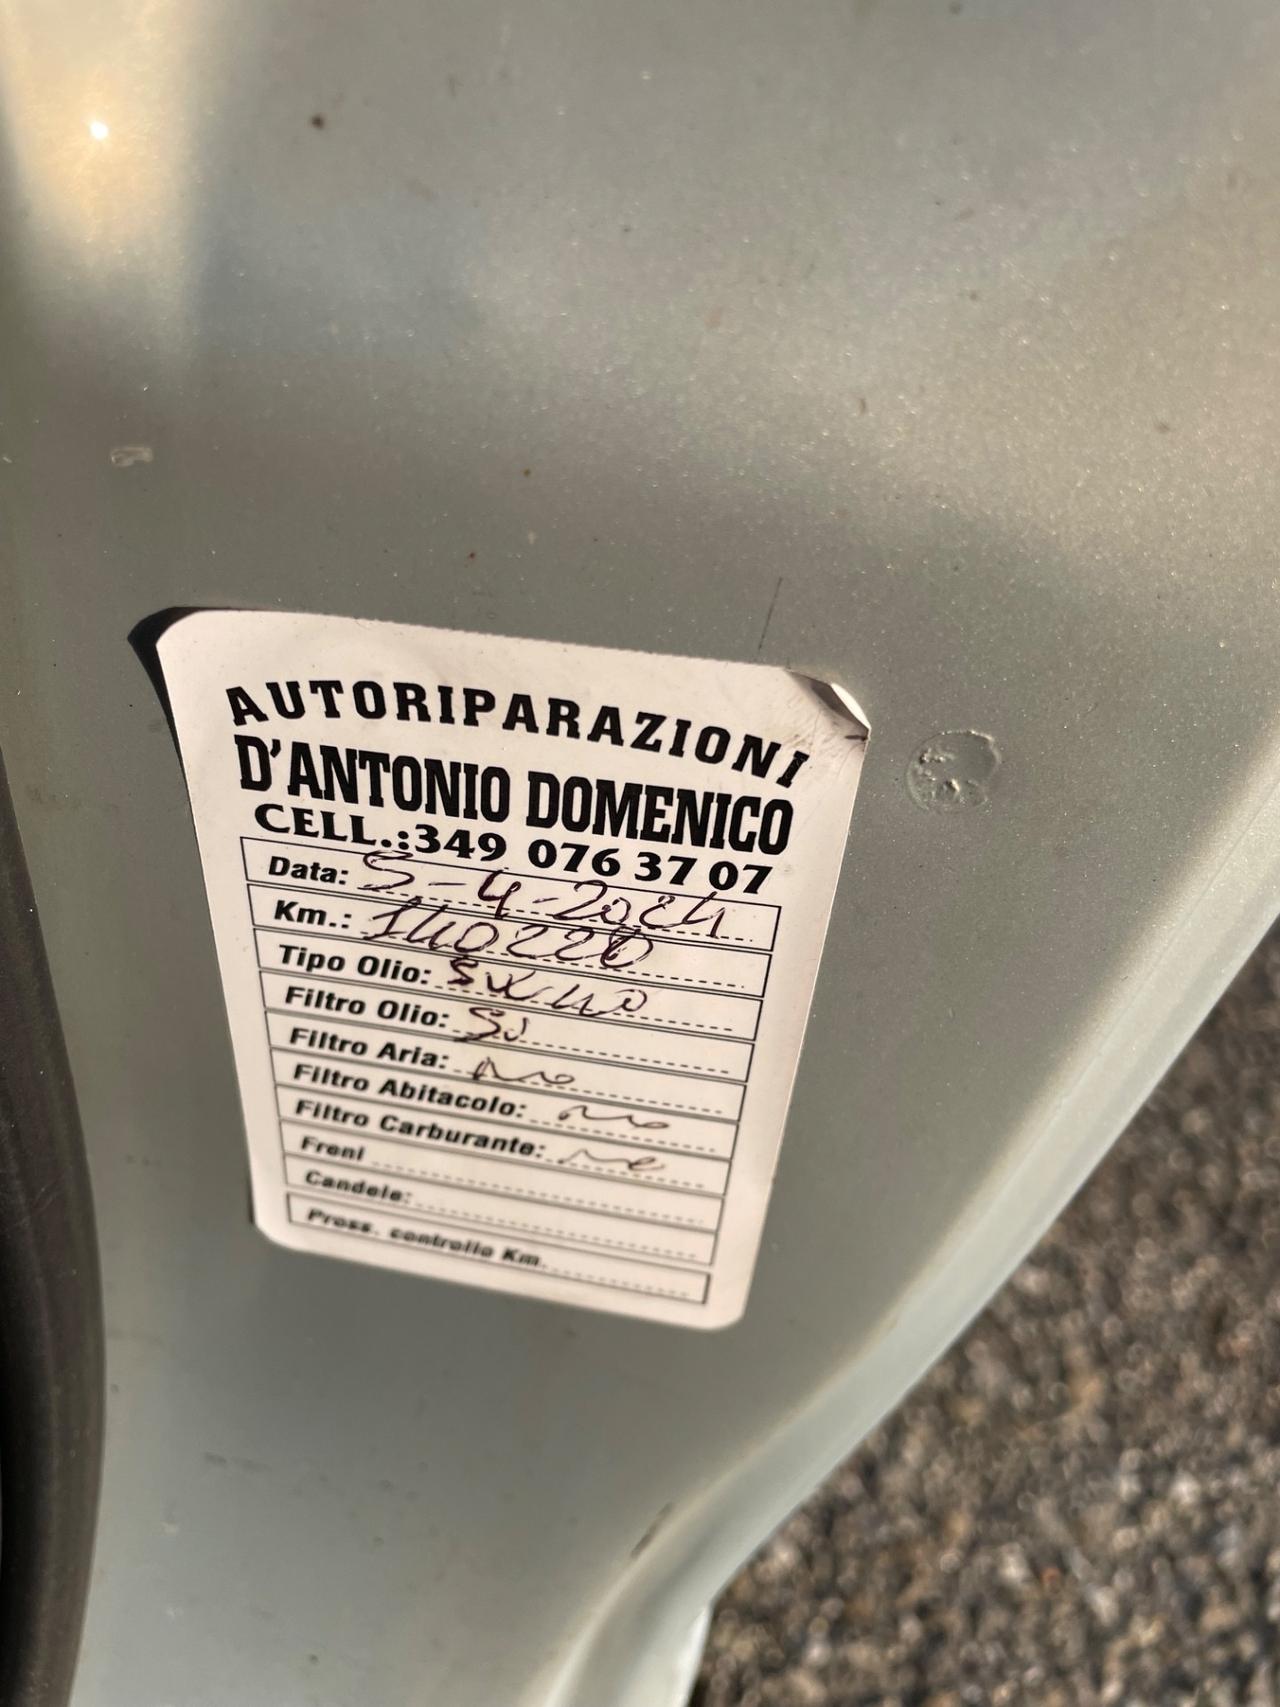 AUTORIPARAZIONI
D'ANTONIO DOMENICO
CELL.:349 076 37 07
Data: 5-4-2024
Km.: 140220
Tipo Olio: 5W40
Filtro Olio: Si
Filtro Aria: no
Filtro Abitacolo: no
Filtro Carburante: no
Freni
Candele:
Pross. controllo Km.